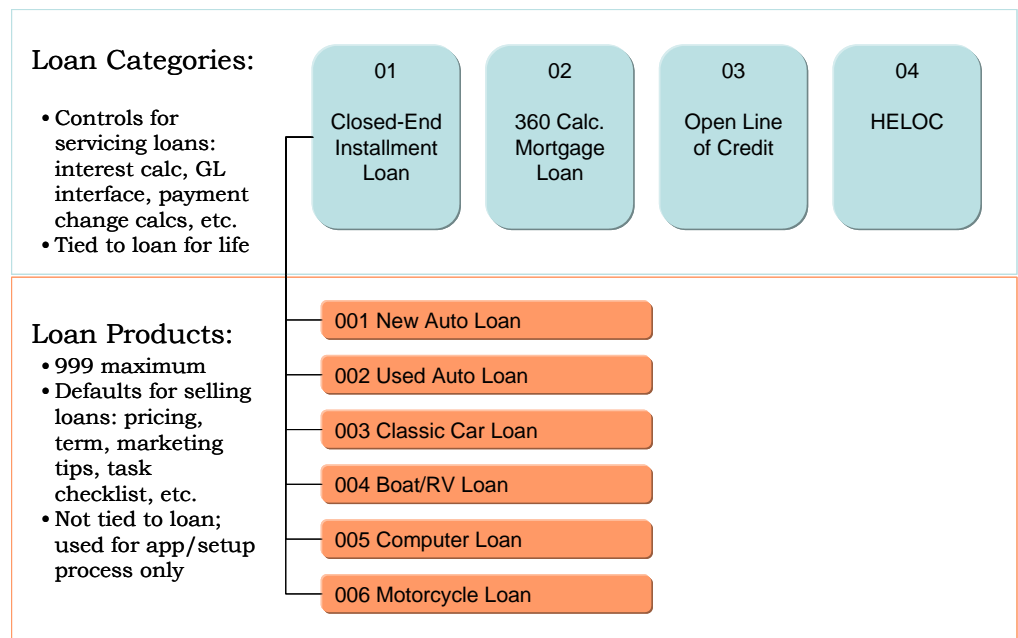 Loan Categories:
• Controls for
servicing loans:
interest calc, GL
interface, payment
change calcs, etc.
• Tied to loan for life
01
Closed-End
Installment
Loan
02
360 Calc.
Mortgage
Loan
03
Open Line
of Credit
04
HELOC
Loan Products:
• 999 maximum
• Defaults for selling
loans: pricing,
term, marketing
tips, task
checklist, etc.
• Not tied to loan;
used for app/setup
process only
001 New Auto Loan
002 Used Auto Loan
003 Classic Car Loan
004 Boat/RV Loan
005 Computer Loan
006 Motorcycle Loan